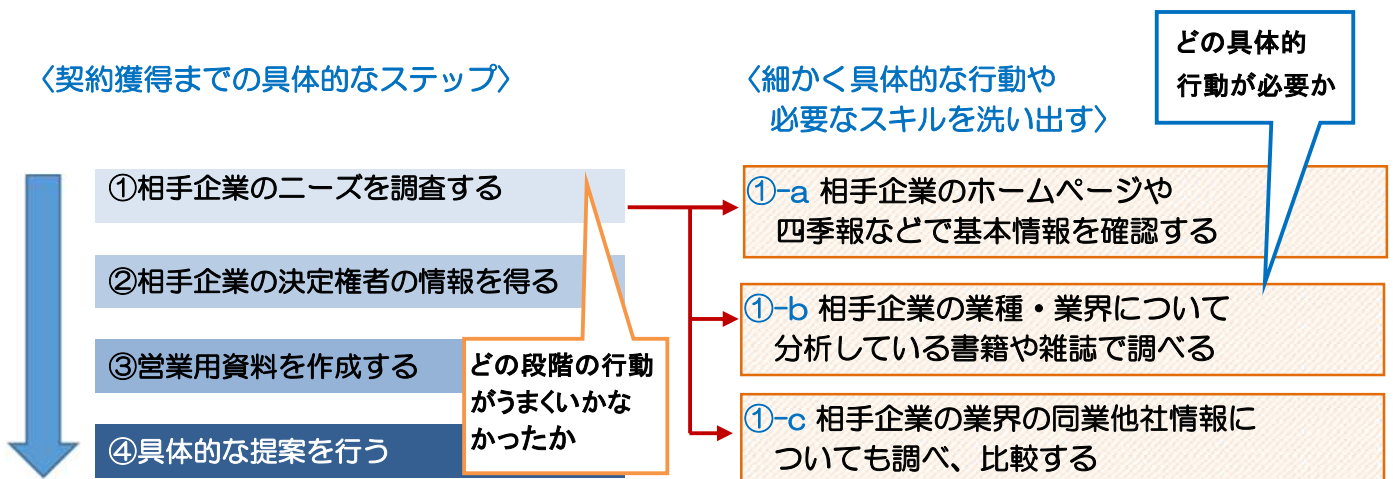 〈契約獲得までの具体的なステップ〉
①相手企業のニーズを調査する
②相手企業の決定権者の情報を得る
③営業用資料を作成する
④具体的な提案を行う
どの段階の行動
がうまくいかな
かったか
〈細かく具体的な行動や
必要なスキルを洗い出す〉
どの具体的
行動が必要か
①-a 相手企業のホームページや
四季報などで基本情報を確認する
①-b 相手企業の業種・業界について
分析している書籍や雑誌で調べる
①-c 相手企業の業界の同業他社情報に
ついても調べ、比較する